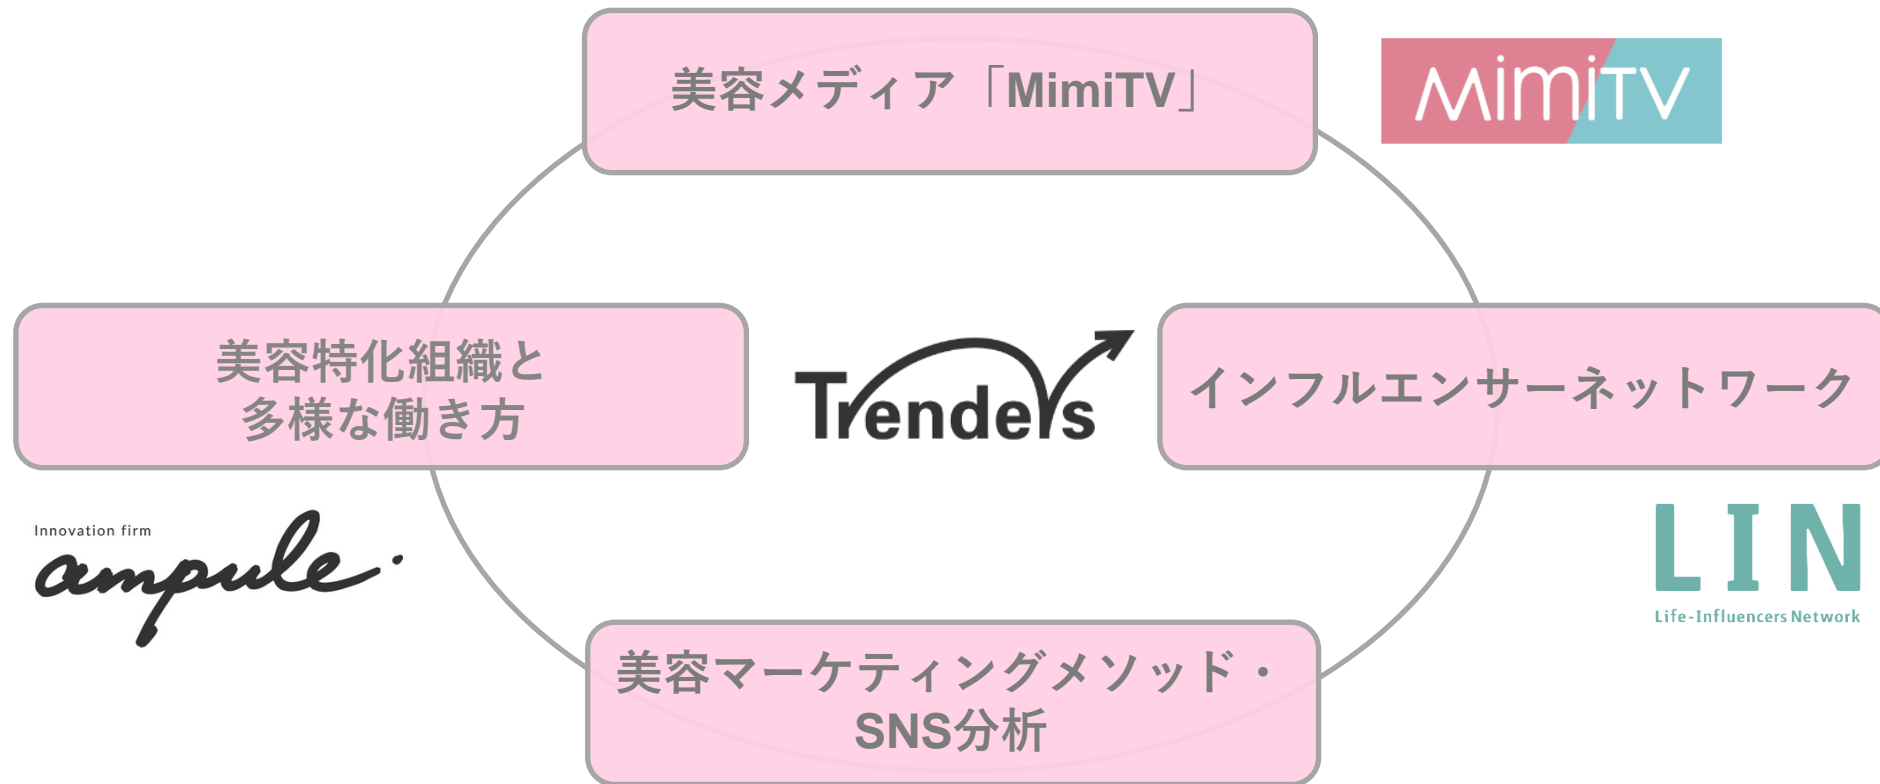 美容メディア「MimiTV」
MimiTV
美容特化組織と
多様な働き方
Trenders
インフルエンサーネットワーク
Innovation firm
ampule.
LIN
Life-Influencers Network
美容マーケティングメソッド・
SNS分析